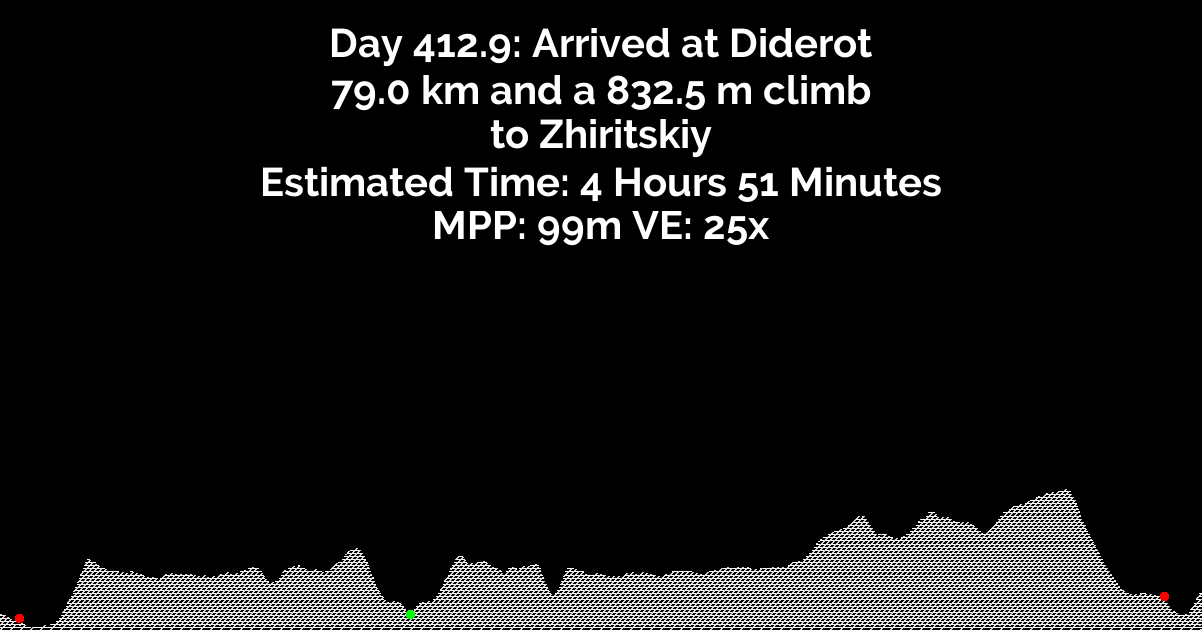 Day 412.9: Arrived at Diderot
79.0 km and a 832.5 m climb
to Zhiritskiy
Estimated Time: 4 Hours 51 Minutes
MPP: 99m VE: 25x